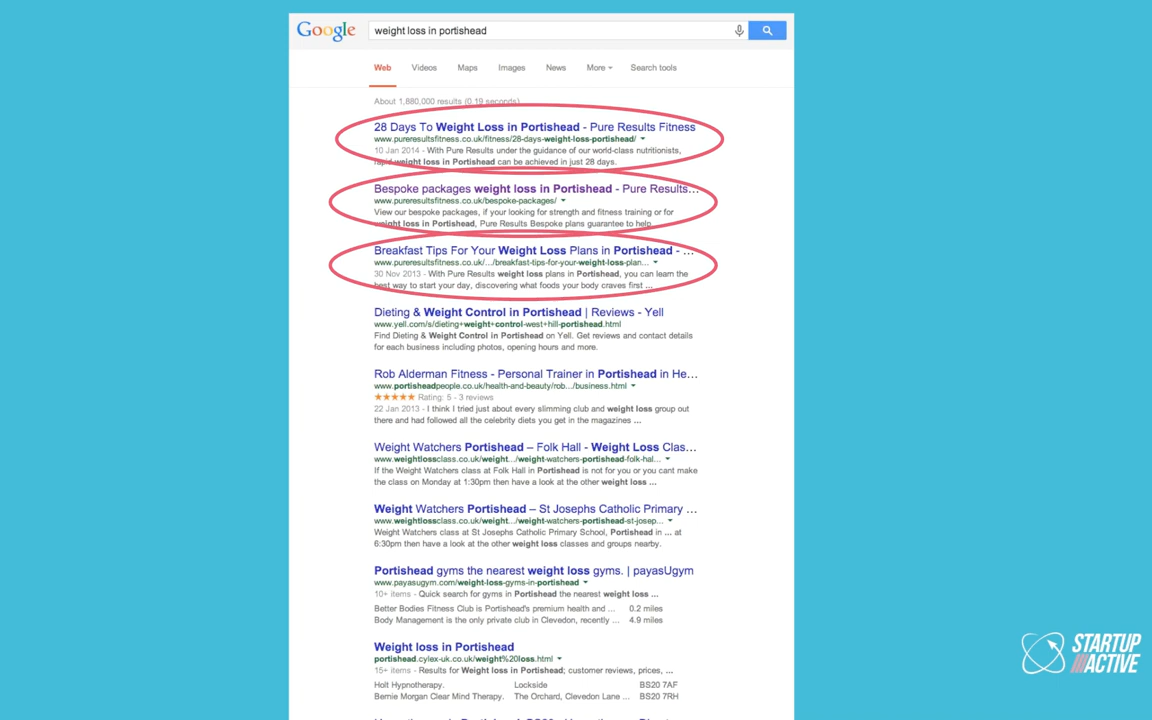 Google
weight loss in portishead
Web Videos Maps Images News More Search tools
About 1,880,000 results (0.19 seconds)
28 Days To Weight Loss in Portishead - Pure Results Fitness
www.pureresultsfitness.co.uk/fitness/28-days-weight-loss-portishead/
10 Jan 2014 - With Pure Results under the guidance of our world-class nutritionists,
rapid weight loss in Portishead can be achieved in just 28 days.
Bespoke packages weight loss in Portishead - Pure Results...
www.pureresultsfitness.co.uk/bespoke-packages/
View our bespoke packages, if your looking for strength and fitness training or for
weight loss in Portishead, Pure Results Bespoke plans guarantee to help
Breakfast Tips For Your Weight Loss Plans in Portishead - ...
www.pureresultsfitness.co.uk/.../breakfast-tips-for-your-weight-loss-plan...
30 Nov 2013 - With Pure Results weight loss plans in Portishead, you can learn the
best way to start your day, discovering what foods your body craves first ...
Dieting & Weight Control in Portishead | Reviews - Yell
www.yell.com/s/dieting+weight+control-west+hill-portishead.html
Find Dieting & Weight Control in Portishead on Yell. Get reviews and contact details
for each business including photos, opening hours and more.
Rob Alderman Fitness - Personal Trainer in Portishead in He...
www.portisheadpeople.co.uk/health-and-beauty/rob.../business.html
★★★★★ Rating: 5 - 3 reviews
22 Jan 2013 - I think I tried just about every slimming club and weight loss group out
there and had followed all the celebrity diets you get in the magazines ...
Weight Watchers Portishead – Folk Hall - Weight Loss Clas...
www.weightlossclass.co.uk/weight.../weight-watchers-portishead-folk-hal...
If the Weight Watchers class at Folk Hall in Portishead is not for you or you cant make
the class on Monday at 1:30pm then have a look at the other weight loss ...
Weight Watchers Portishead – St Josephs Catholic Primary ...
www.weightlossclass.co.uk/weight.../weight-watchers-portishead-st-josep...
Weight Watchers class at St Josephs Catholic Primary School, Portishead in ... at
6:30pm then have a look at the other weight loss classes and groups nearby.
Portishead gyms the nearest weight loss gyms. | payasUgym
www.payasugym.com/weight-loss-gyms-in-portishead
10+ items - Quick search for gyms in Portishead the nearest weight loss ...
Better Bodies Fitness Club is Portishead's premium health and ... 0.2 miles
Body Management is the only private club in Clevedon, recently ... 4.9 miles
Weight loss in Portishead
portishead.cylex-uk.co.uk/weight%20loss.html
15+ items - Results for Weight loss in Portishead; customer reviews, prices, ...
Holt Hypnotherapy. Lockside BS20 7AF
Bernie Morgan Clear Mind Therapy. The Orchard, Clevedon Lane ... BS20 7RH
STARTUP
ACTIVE